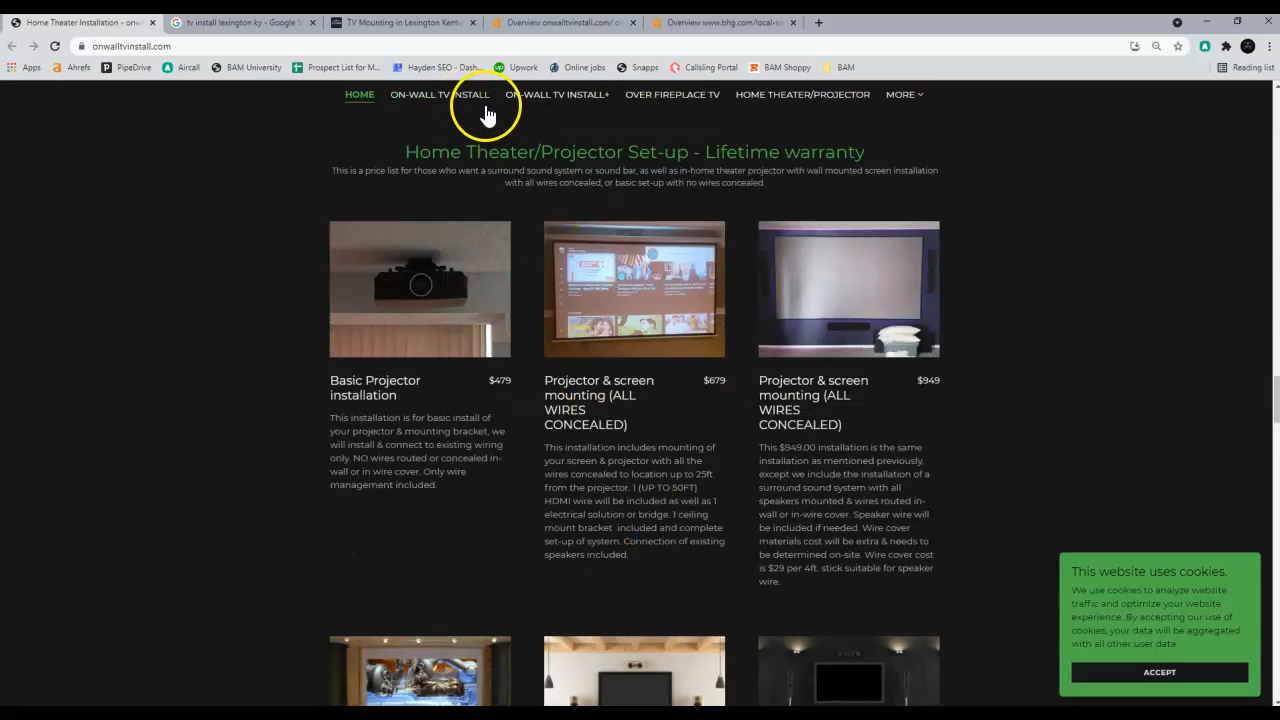 Home Theater Installation - onwa
tv install lexington ky - Google S
TV Mounting in Lexington Kentu
Overview onwalltvinstall.com/ on
Overview www.bhg.com/local-se
onwalltvinstall.com
Apps
Ahrefs
PipeDrive
Aircall
BAM University
Prospect List for M...
Hayden SEO - Dash...
Upwork
Online jobs
Snapps
Callsling Portal
BAM Shoppy
BAM
Reading list
HOME
ON-WALL TV INSTALL
ON-WALL TV INSTALL+
OVER FIREPLACE TV
HOME THEATER/PROJECTOR
MORE
Home Theater/Projector Set-up - Lifetime warranty
This is a price list for those who want a surround sound system or sound bar, as well as in-home theater projector with wall mounted screen installation
with all wires concealed, or basic set-up with no wires concealed.
Basic Projector
installation
$479
This installation is for basic install of
your projector & mounting bracket, we
will install & connect to existing wiring
only. NO wires routed or concealed in-
wall or in wire cover. Only wire
management included.
Projector & screen
mounting (ALL
WIRES
CONCEALED)
$679
This installation includes mounting of
your screen & projector with all the
wires concealed to location up to 25ft.
from the projector. 1 (UP TO 50FT)
HDMI wire will be included as well as 1
electrical solution or bridge. 1 ceiling
mount bracket included and complete
set-up of system. Connection of existing
speakers included.
Projector & screen
mounting (ALL
WIRES
CONCEALED)
$949
This $949.00 installation is the same
installation as mentioned previously,
except we include the installation of a
surround sound system with all
speakers mounted & wires routed in-
wall or in-wire cover. Speaker wire will
be included if needed. Wire cover
materials cost will be extra & needs to
be determined on-site. Wire cover cost
is $29 per 4ft. stick suitable for speaker
wire.
This website uses cookies.
We use cookies to analyze website
traffic and optimize your website
experience. By accepting our use of
cookies, your data will be aggregated
with all other user data.
ACCEPT